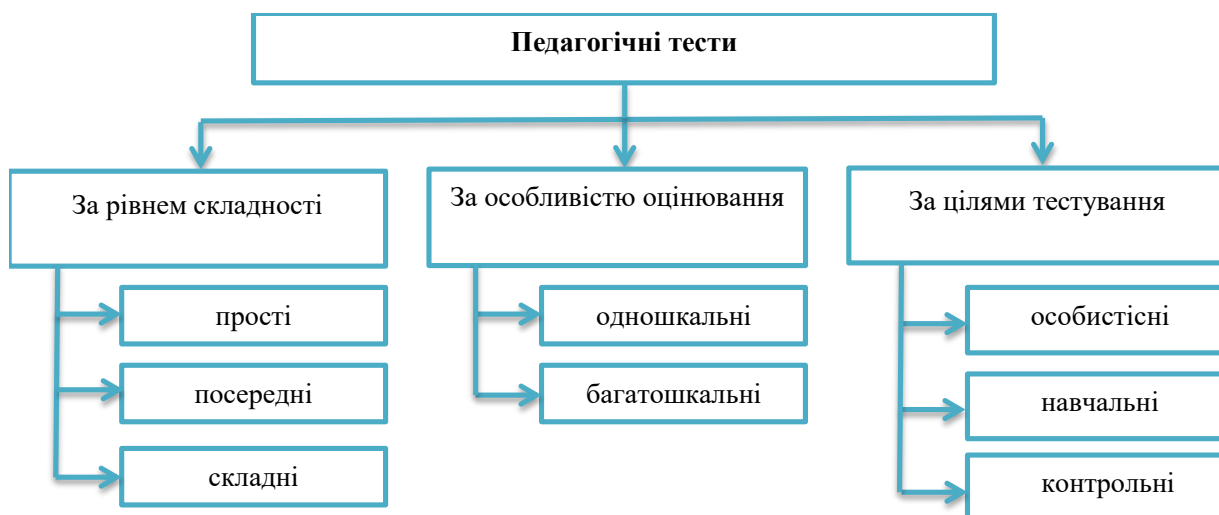 Педагогічні тести
За рівнем складності
За особливістю оцінювання
За цілями тестування
прості
посередні
складні
одношкальні
багатошкальні
особистісні
навчальні
контрольні